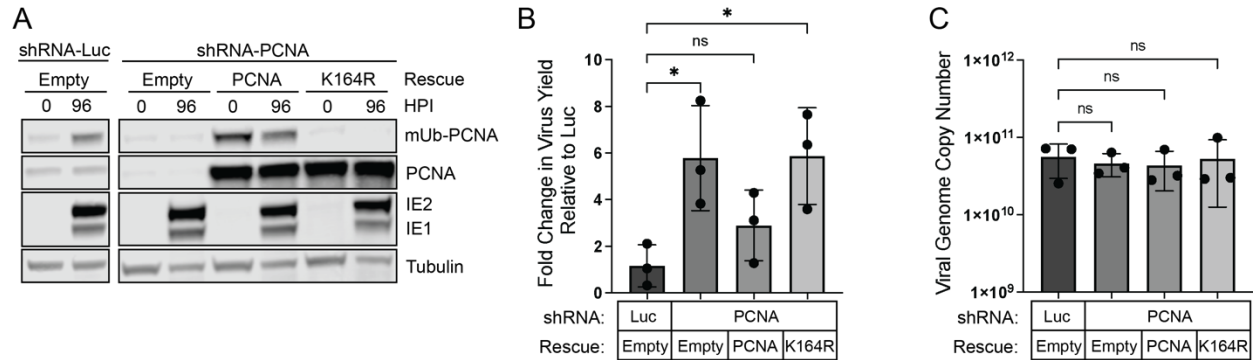 A
shRNA-Luc shRNA-PCNA
Empty Empty PCNA K164R Rescue
0 96 0 96 0 96 0 96 HPI
mUb-PCNA
PCNA
IE2
IE1
Tubulin
B
*
ns
*
Fold Change in Virus Yield
Relative to Luc
10
8
6
4
2
0
shRNA: Luc PCNA
Rescue: Empty Empty PCNA K164R
C
ns
ns
ns
Viral Genome Copy Number
1×10¹²
1×10¹¹
1×10¹⁰
1×10⁹
shRNA: Luc PCNA
Rescue: Empty Empty PCNA K164R